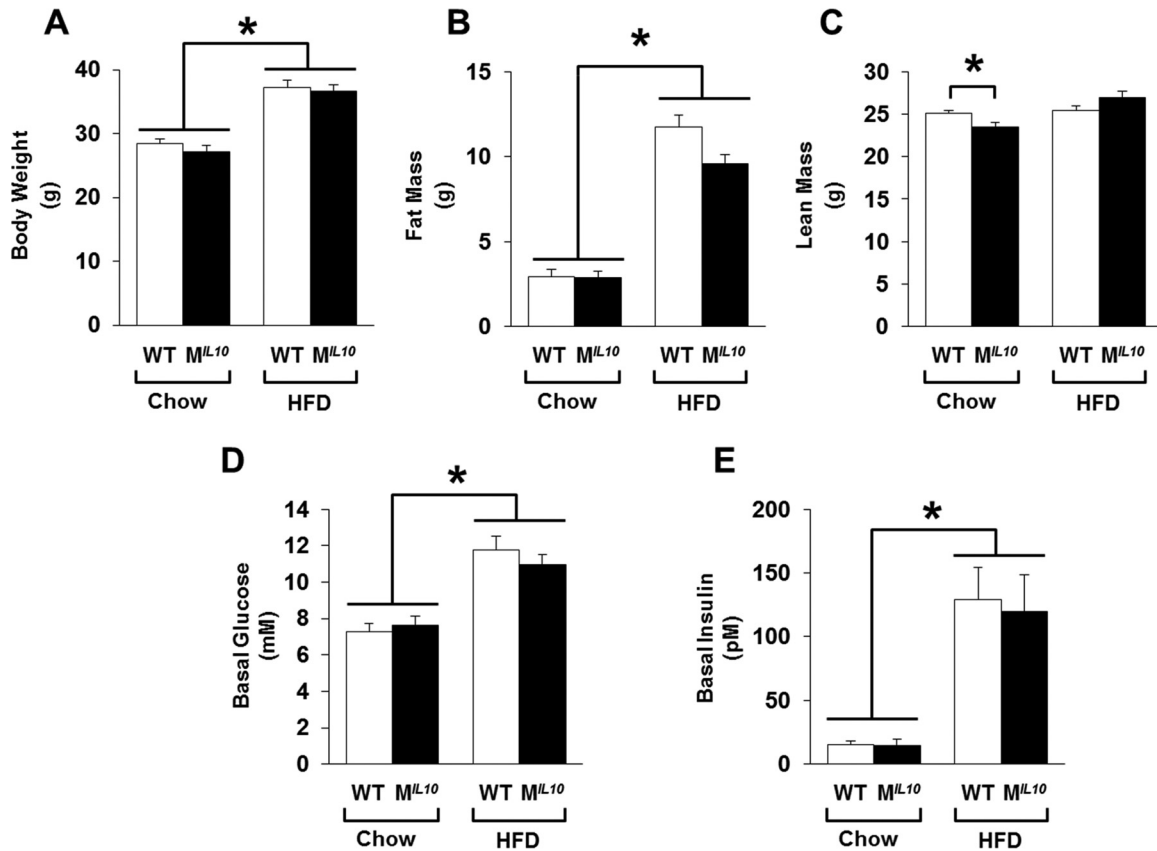 A
*
Body Weight
(g)
40
30
20
10
0
WT M^IL10 WT M^IL10
Chow HFD
B
*
Fat Mass
(g)
15
10
5
0
WT M^IL10 WT M^IL10
Chow HFD
C
*
Lean Mass
(g)
30
25
20
15
10
5
0
WT M^IL10 WT M^IL10
Chow HFD
D
*
Basal Glucose
(mM)
14
12
10
8
6
4
2
0
WT M^IL10 WT M^IL10
Chow HFD
E
*
Basal Insulin
(pM)
200
150
100
50
0
WT M^IL10 WT M^IL10
Chow HFD